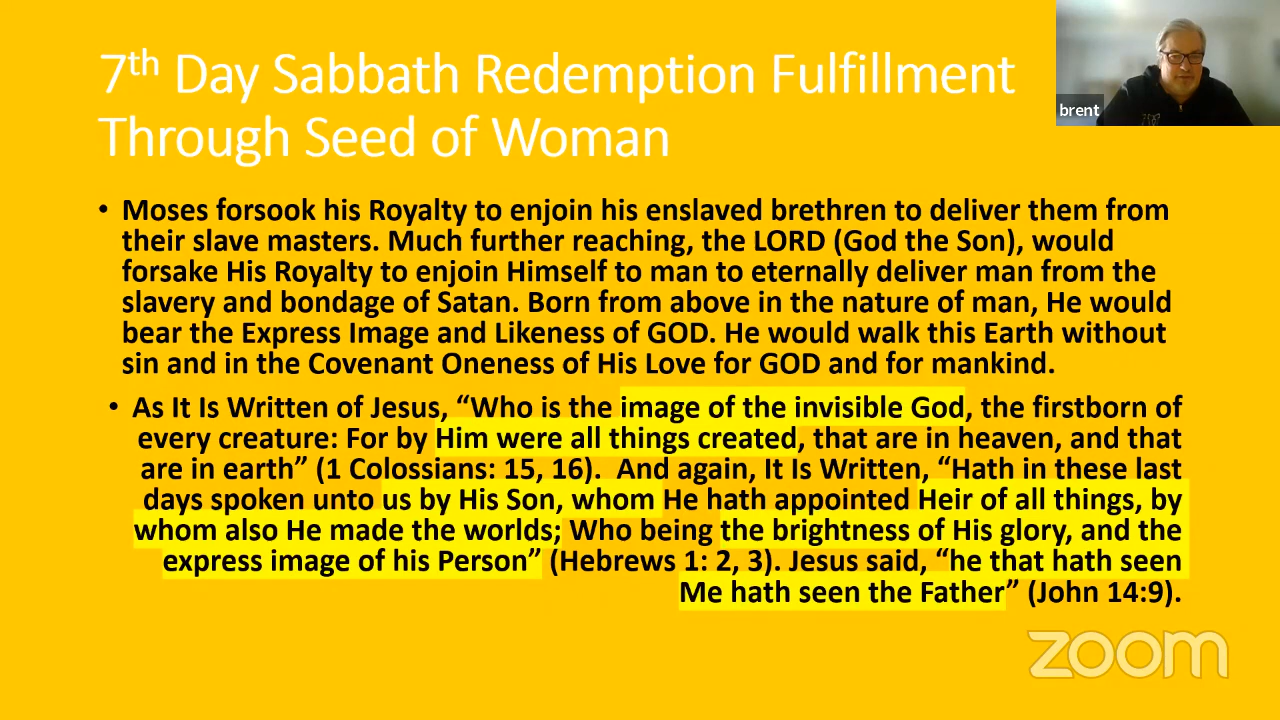 7th Day Sabbath Redemption Fulfillment
Through Seed of Woman
brent
• Moses forsook his Royalty to enjoin his enslaved brethren to deliver them from
their slave masters. Much further reaching, the LORD (God the Son), would
forsake His Royalty to enjoin Himself to man to eternally deliver man from the
slavery and bondage of Satan. Born from above in the nature of man, He would
bear the Express Image and Likeness of GOD. He would walk this Earth without
sin and in the Covenant Oneness of His Love for GOD and for mankind.
• As It Is Written of Jesus, “Who is the image of the invisible God, the firstborn of
every creature: For by Him were all things created, that are in heaven, and that
are in earth” (1 Colossians: 15, 16). And again, It Is Written, “Hath in these last
days spoken unto us by His Son, whom He hath appointed Heir of all things, by
whom also He made the worlds; Who being the brightness of His glory, and the
express image of his Person” (Hebrews 1: 2, 3). Jesus said, “he that hath seen
Me hath seen the Father” (John 14:9).
zoom